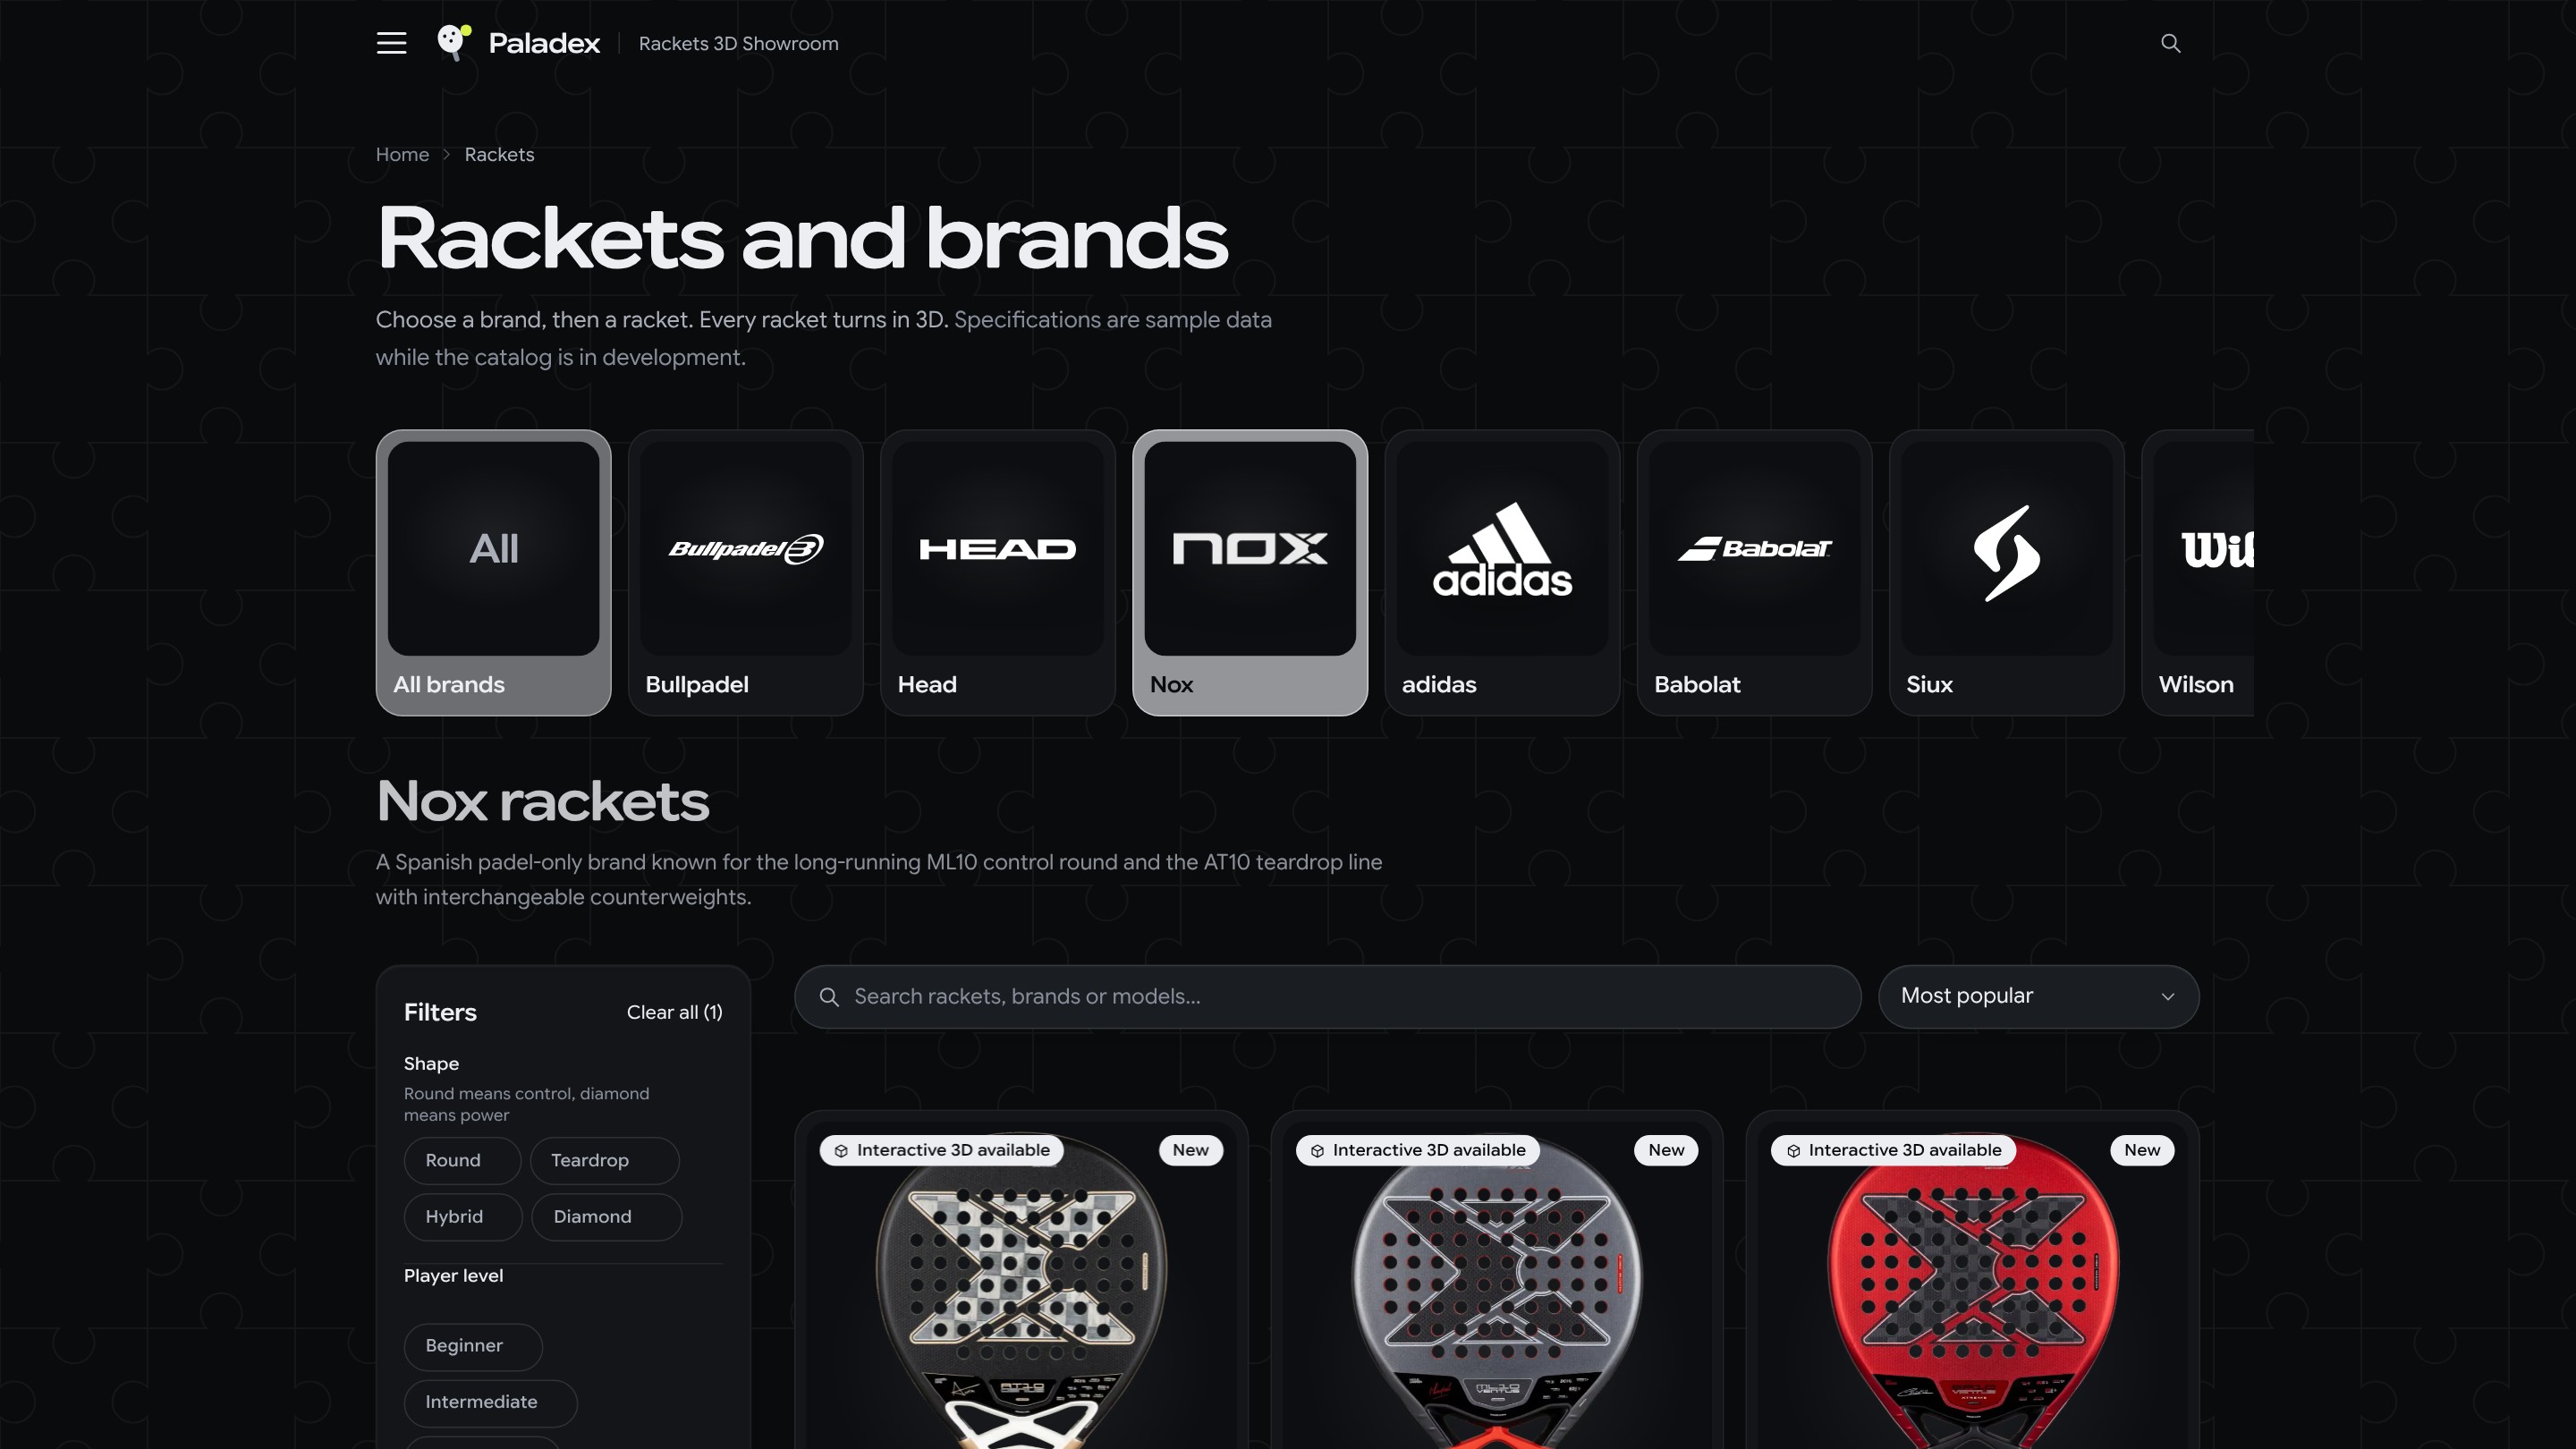 Paladex
Rackets 3D Showroom
Home > Rackets
Rackets and brands
Choose a brand, then a racket. Every racket turns in 3D. Specifications are sample data
while the catalog is in development.
All
Bullpadel
HEAD
nox
adidas
Babolat
Wil
All brands
Bullpadel
Head
Nox
adidas
Babolat
Siux
Wilson
Nox rackets
A Spanish padel-only brand known for the long-running ML10 control round and the AT10 teardrop line
with interchangeable counterweights.
Filters
Clear all (1)
Search rackets, brands or models...
Most popular
Shape
Round means control, diamond
means power
Round
Teardrop
Hybrid
Diamond
Player level
Beginner
Intermediate
Interactive 3D available
New
Interactive 3D available
New
Interactive 3D available
New
AT10
ML10
VERTUS